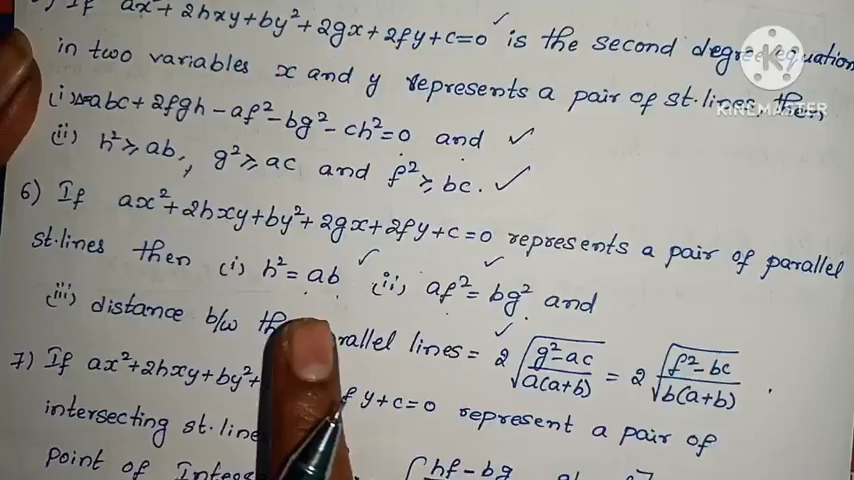 If ax²+2hxy+by²+2gx+2fy+c=0 ✓ is the second degree equation
in two variables x and y represents a pair of st.lines, then
(i) Δ=abc+2fgh-af²-bg²-ch²=0 and ✓
(ii) h²≥ab, g²≥ac and f²≥bc. ✓
6) If ax²+2hxy+by²+2gx+2fy+c=0 represents a pair of parallel
st.lines then (i) h²=ab ✓ (ii) af²=bg² ✓ and
(iii) distance b/w the parallel lines = 2√(g²-ac/a(a+b)) ✓ = 2√(f²-bc/b(a+b)).
7) If ax²+2hxy+by²+ fy+c=0 represent a pair of
intersecting st.line
point of hf-bg
KINEMASTER